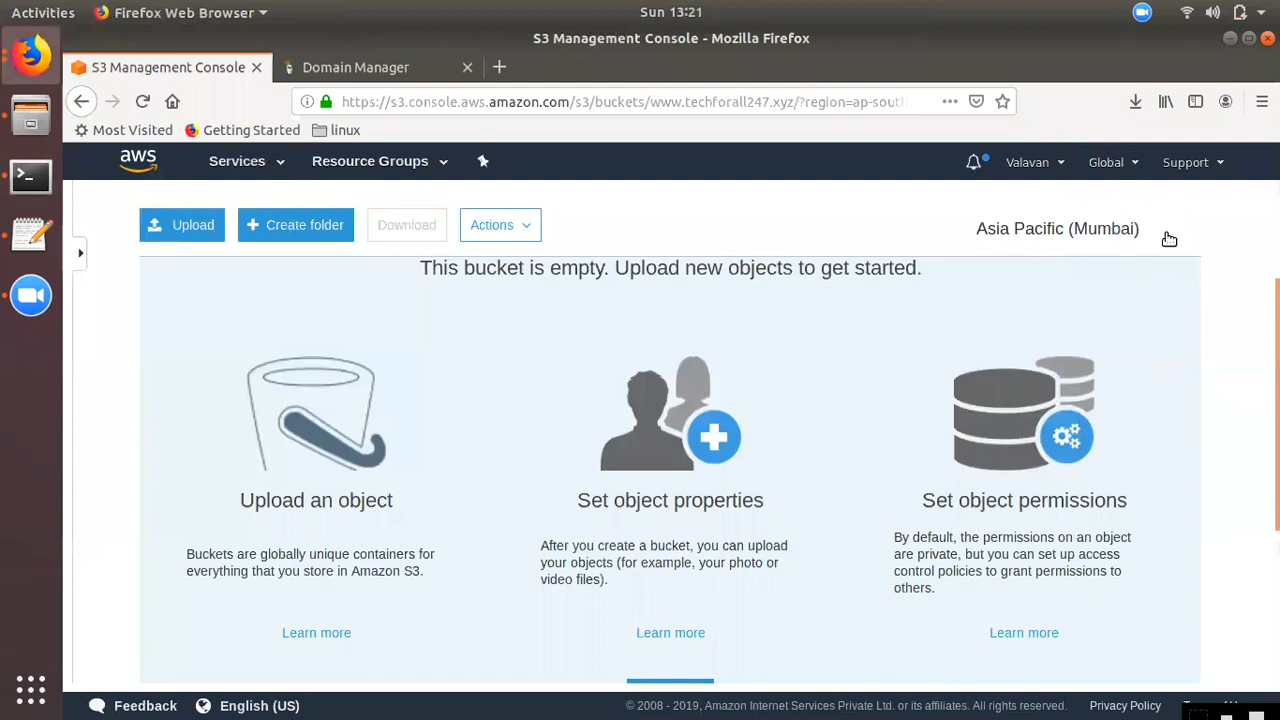 Activities
Firefox Web Browser
Sun 13:21
S3 Management Console - Mozilla Firefox
S3 Management Console
Domain Manager
https://s3.console.aws.amazon.com/s3/buckets/www.techforall247.xyz/?region=ap-south
Most Visited
Getting Started
linux
aws
Services
Resource Groups
Valavan
Global
Support
Upload
Create folder
Download
Actions
Asia Pacific (Mumbai)
This bucket is empty. Upload new objects to get started.
Upload an object
Buckets are globally unique containers for
everything that you store in Amazon S3.
Learn more
Set object properties
After you create a bucket, you can upload
your objects (for example, your photo or
video files).
Learn more
Set object permissions
By default, the permissions on an object
are private, but you can set up access
control policies to grant permissions to
others.
Learn more
Feedback
English (US)
© 2008 - 2019, Amazon Internet Services Private Ltd. or its affiliates. All rights reserved.
Privacy Policy